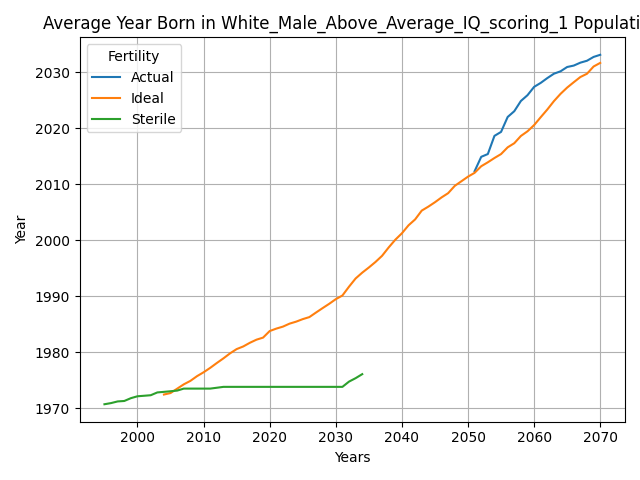 Average Year Born in White_Male_Above_Average_IQ_scoring_1 Populati
Fertility
Actual
Ideal
Sterile
2030
2020
2010
2000
1990
1980
1970
Year
2000 2010 2020 2030 2040 2050 2060 2070
Years